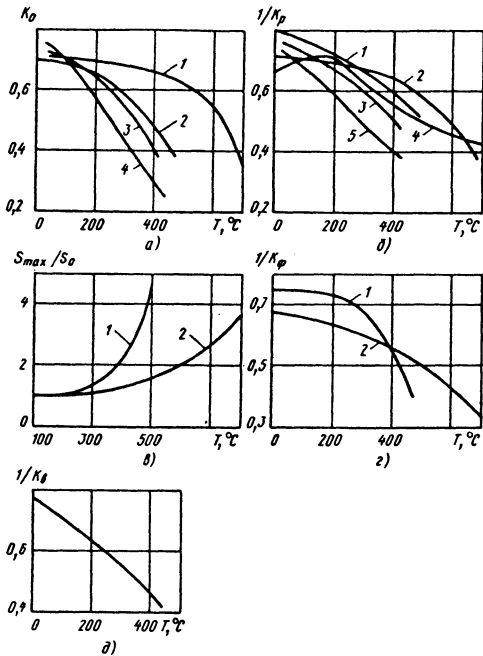 K₀ 1/Kр
1 1
0,6 0,6 2
3 2 3
0,4 4 0,4 5 4
0,2 0,2
0 200 400 T,°C 0 200 400 T,°C
а) б)
Smax/S₀ 1/Kф
4 0,7 1
1 2
2 0,5 2
0 0,3
100 300 500 T,°C 0 200 400 T,°C
в) г)
1/Kв
0,6
0,4
0 200 400 T,°C
д)